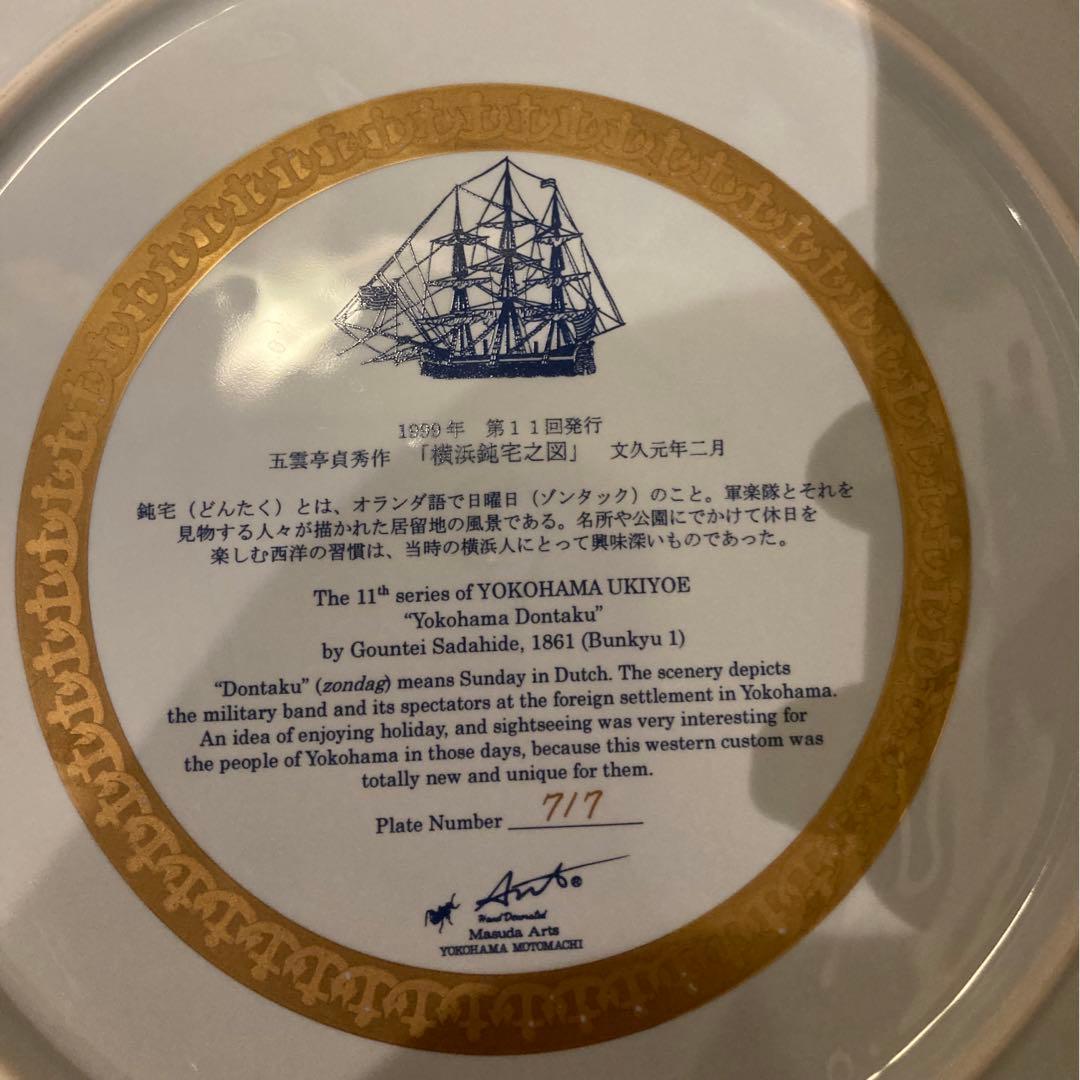 1999年 第11回発行
五雲亭貞秀作 「横浜鈍宅之図」 文久元年二月
鈍宅（どんたく）とは、オランダ語で日曜日（ゾンタック）のこと。軍楽隊とそれを
見物する人々が描かれた居留地の風景である。名所や公園にでかけて休日を
楽しむ西洋の習慣は、当時の横浜人にとって興味深いものであった。
The 11th series of YOKOHAMA UKIYOE
“Yokohama Dontaku”
by Gountei Sadahide, 1861 (Bunkyu 1)
“Dontaku” (zondag) means Sunday in Dutch. The scenery depicts
the military band and its spectators at the foreign settlement in Yokohama.
An idea of enjoying holiday, and sightseeing was very interesting for
the people of Yokohama in those days, because this western custom was
totally new and unique for them.
Plate Number 717
Ant®
Hand Decorated
Masuda Arts
YOKOHAMA MOTOMACHI